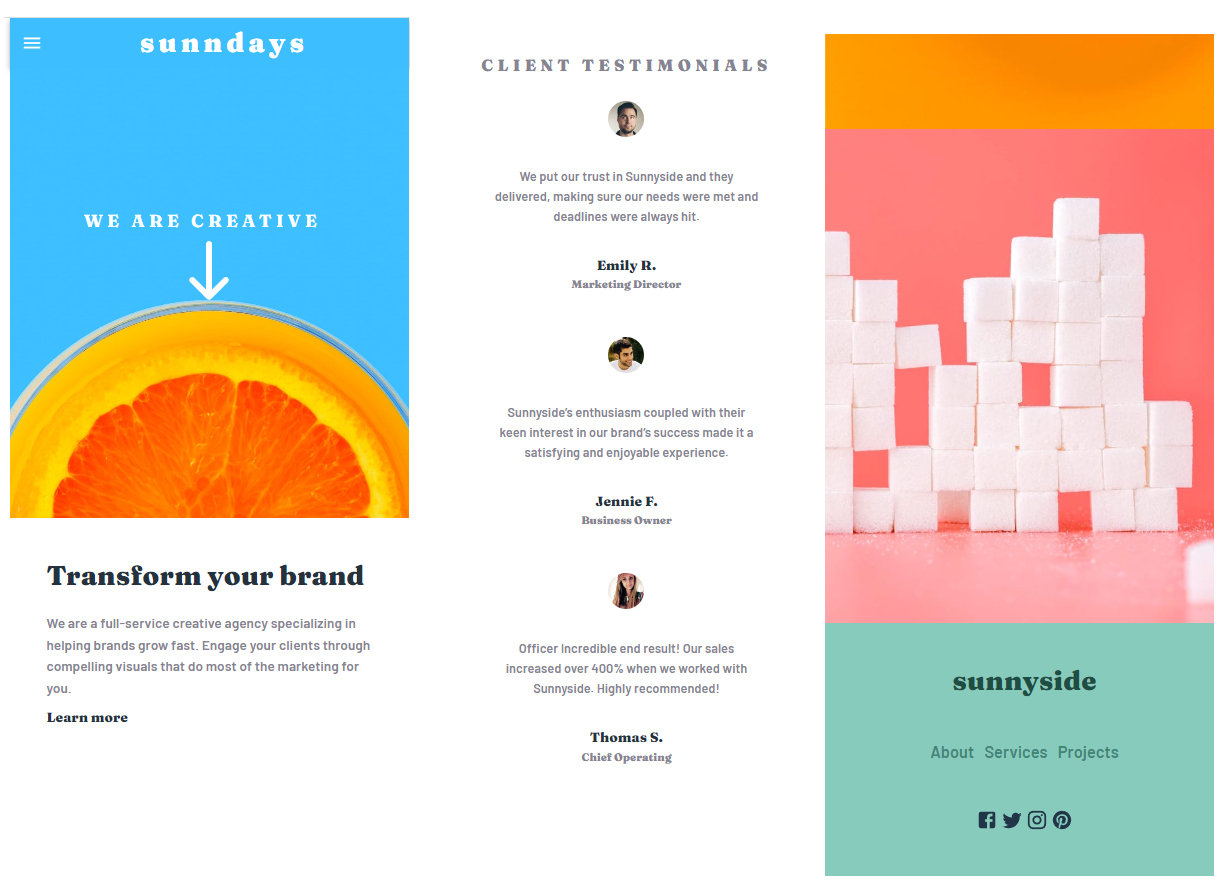 sunndays
WE ARE CREATIVE
Transform your brand
We are a full-service creative agency specializing in
helping brands grow fast. Engage your clients through
compelling visuals that do most of the marketing for
you.
Learn more
CLIENT TESTIMONIALS
We put our trust in Sunnyside and they
delivered, making sure our needs were met and
deadlines were always hit.
Emily R.
Marketing Director
Sunnyside's enthusiasm coupled with their
keen interest in our brand's success made it a
satisfying and enjoyable experience.
Jennie F.
Business Owner
Officer Incredible end result! Our sales
increased over 400% when we worked with
Sunnyside. Highly recommended!
Thomas S.
Chief Operating
sunnyside
About Services Projects